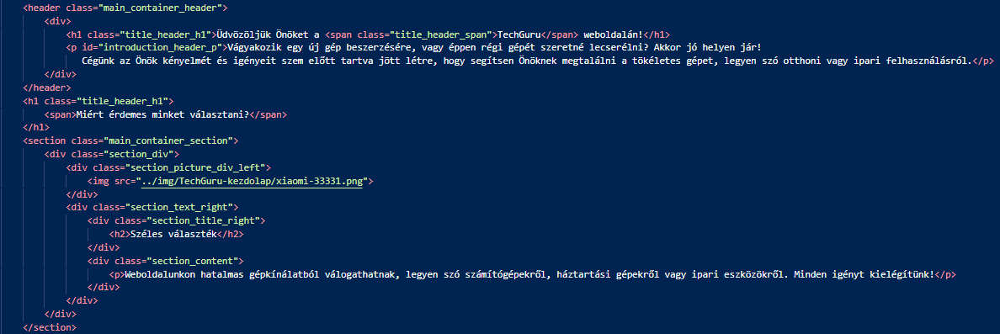 <header class="main_container_header">
<div>
<h1 class="title_header_h1">Üdvözöljük Önöket a <span class="title_header_span">TechGuru</span> weboldalán!</h1>
<p id="introduction_header_p">Vágyakozik egy új gép beszerzésére, vagy éppen régi gépét szeretné lecserélni? Akkor jó helyen jár!
Cégünk az Önök kényelmét és igényeit szem előtt tartva jött létre, hogy segítsen Önöknek megtalálni a tökéletes gépet, legyen szó otthoni vagy ipari felhasználásról.</p>
</div>
</header>
<h1 class="title_header_h1">
<span>Miért érdemes minket választani?</span>
</h1>
<section class="main_container_section">
<div class="section_div">
<div class="section_picture_div_left">
<img src="../img/TechGuru-kezdolap/xiaomi-33331.png">
</div>
<div class="section_text_right">
<div class="section_title_right">
<h2>Széles választék</h2>
</div>
<div class="section_content">
<p>Weboldalunkon hatalmas gépkínálatból válogathatnak, legyen szó számítógépekről, háztartási gépekről vagy ipari eszközökről. Minden igényt kielégítünk!</p>
</div>
</div>
</div>
</section>